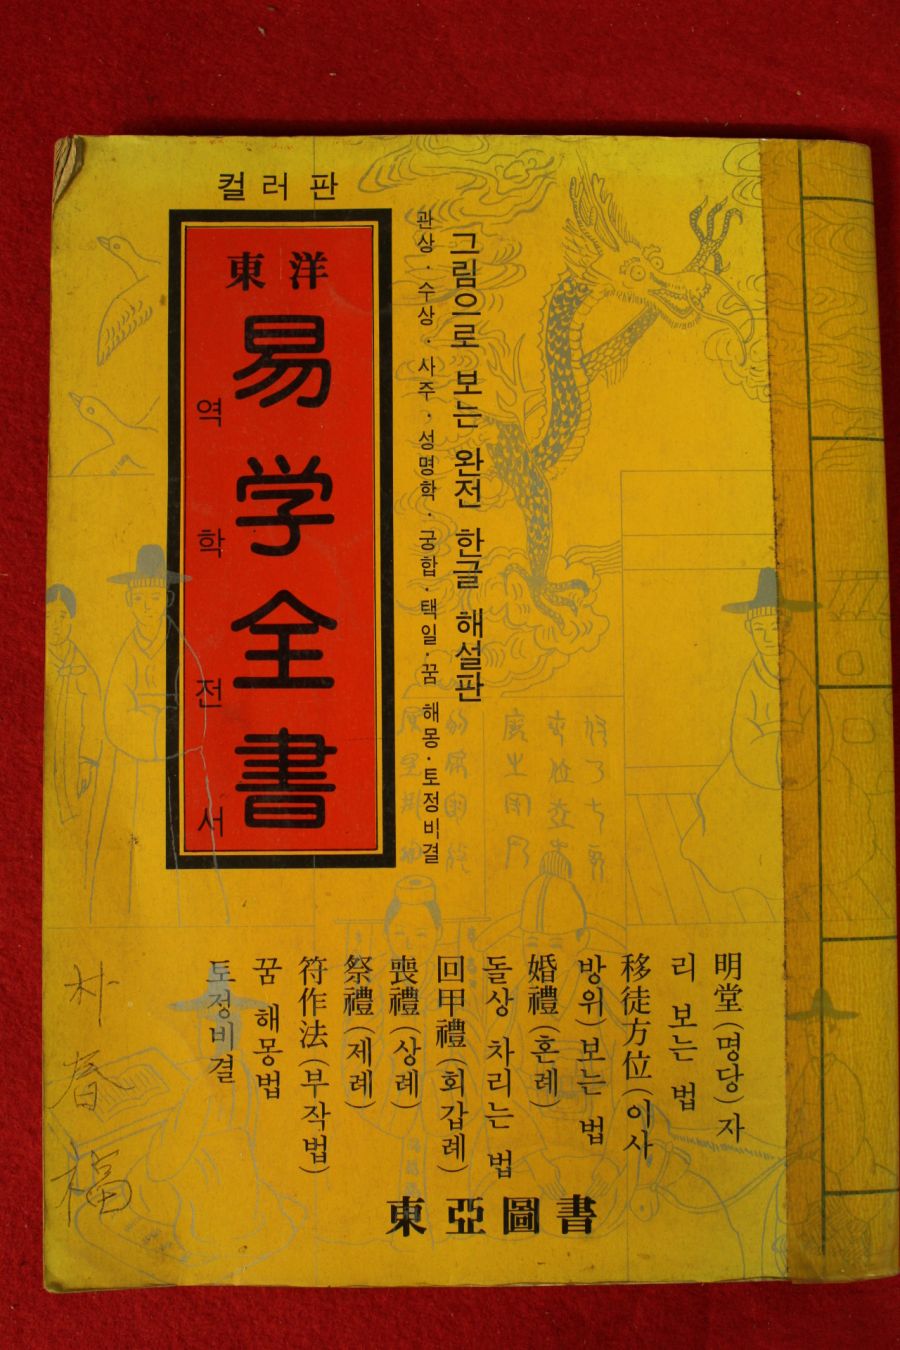 컬러판
東洋
易学全書
역학전서
그림으로 보는 완전 한글 해설판
관상·수상·사주·성명학·궁합·택일·꿈 해몽·토정비결
明堂(명당)자
리 보는 법
移徒方位(이사
방위)보는 법
婚禮(혼례)
돌상 차리는 법
回甲禮(회갑례)
喪禮(상례)
祭禮(제례)
符作法(부작법)
꿈 해몽법
토정비결
東亞圖書
朴春福